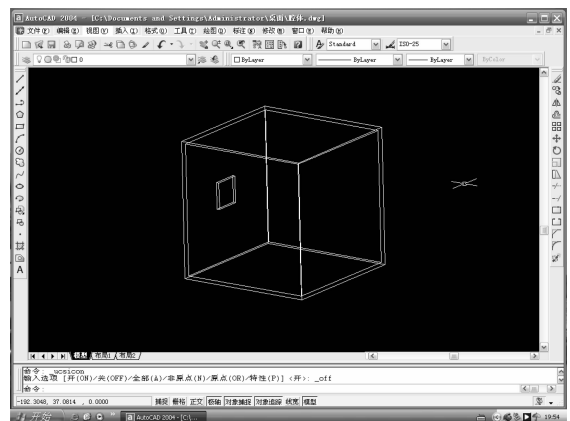 AutoCAD 2004 - [C:\Documents and Settings\Administrator\桌面\腔体.dwg]
文件(F) 编辑(E) 视图(V) 插入(I) 格式(O) 工具(T) 绘图(D) 标注(N) 修改(M) 窗口(W) 帮助(H)
Standard ISO-25
0 ByLayer ByLayer ByLayer ByColor
A
模型 布局1 布局2
命令: _ucsicon
输入选项 [开(ON)/关(OFF)/全部(A)/非原点(N)/原点(OR)/特性(P)] <开>: _off
命令:
-192.3048, 37.0814 , 0.0000 捕捉 栅格 正交 极轴 对象捕捉 对象追踪 线宽 模型
开始 AutoCAD 2004 - [C:\... 19:54